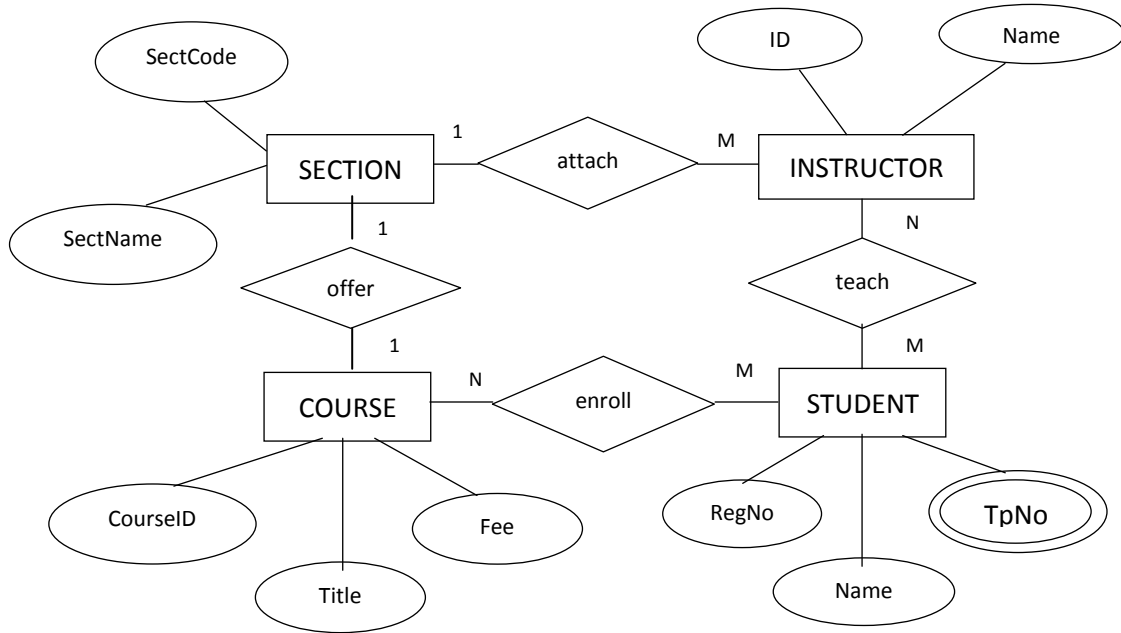 ID
Name
SectCode
1
M
SECTION
attach
INSTRUCTOR
SectName
1
N
offer
teach
1
M
N
M
COURSE
enroll
STUDENT
CourseID
Fee
RegNo
TpNo
Title
Name